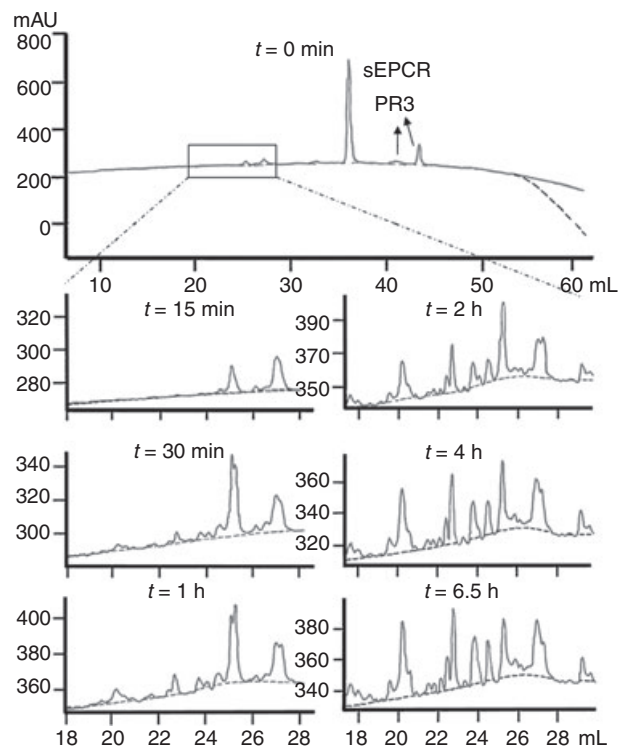 mAU
800
600
400
200
0
t = 0 min
sEPCR
PR3
10 20 30 40 50 60 mL
t = 15 min
320
300
280
t = 2 h
390
370
350
t = 30 min
340
320
300
t = 4 h
360
340
320
t = 1 h
400
380
360
18 20 22 24 26 28
t = 6.5 h
380
360
340
18 20 22 24 26 28 mL